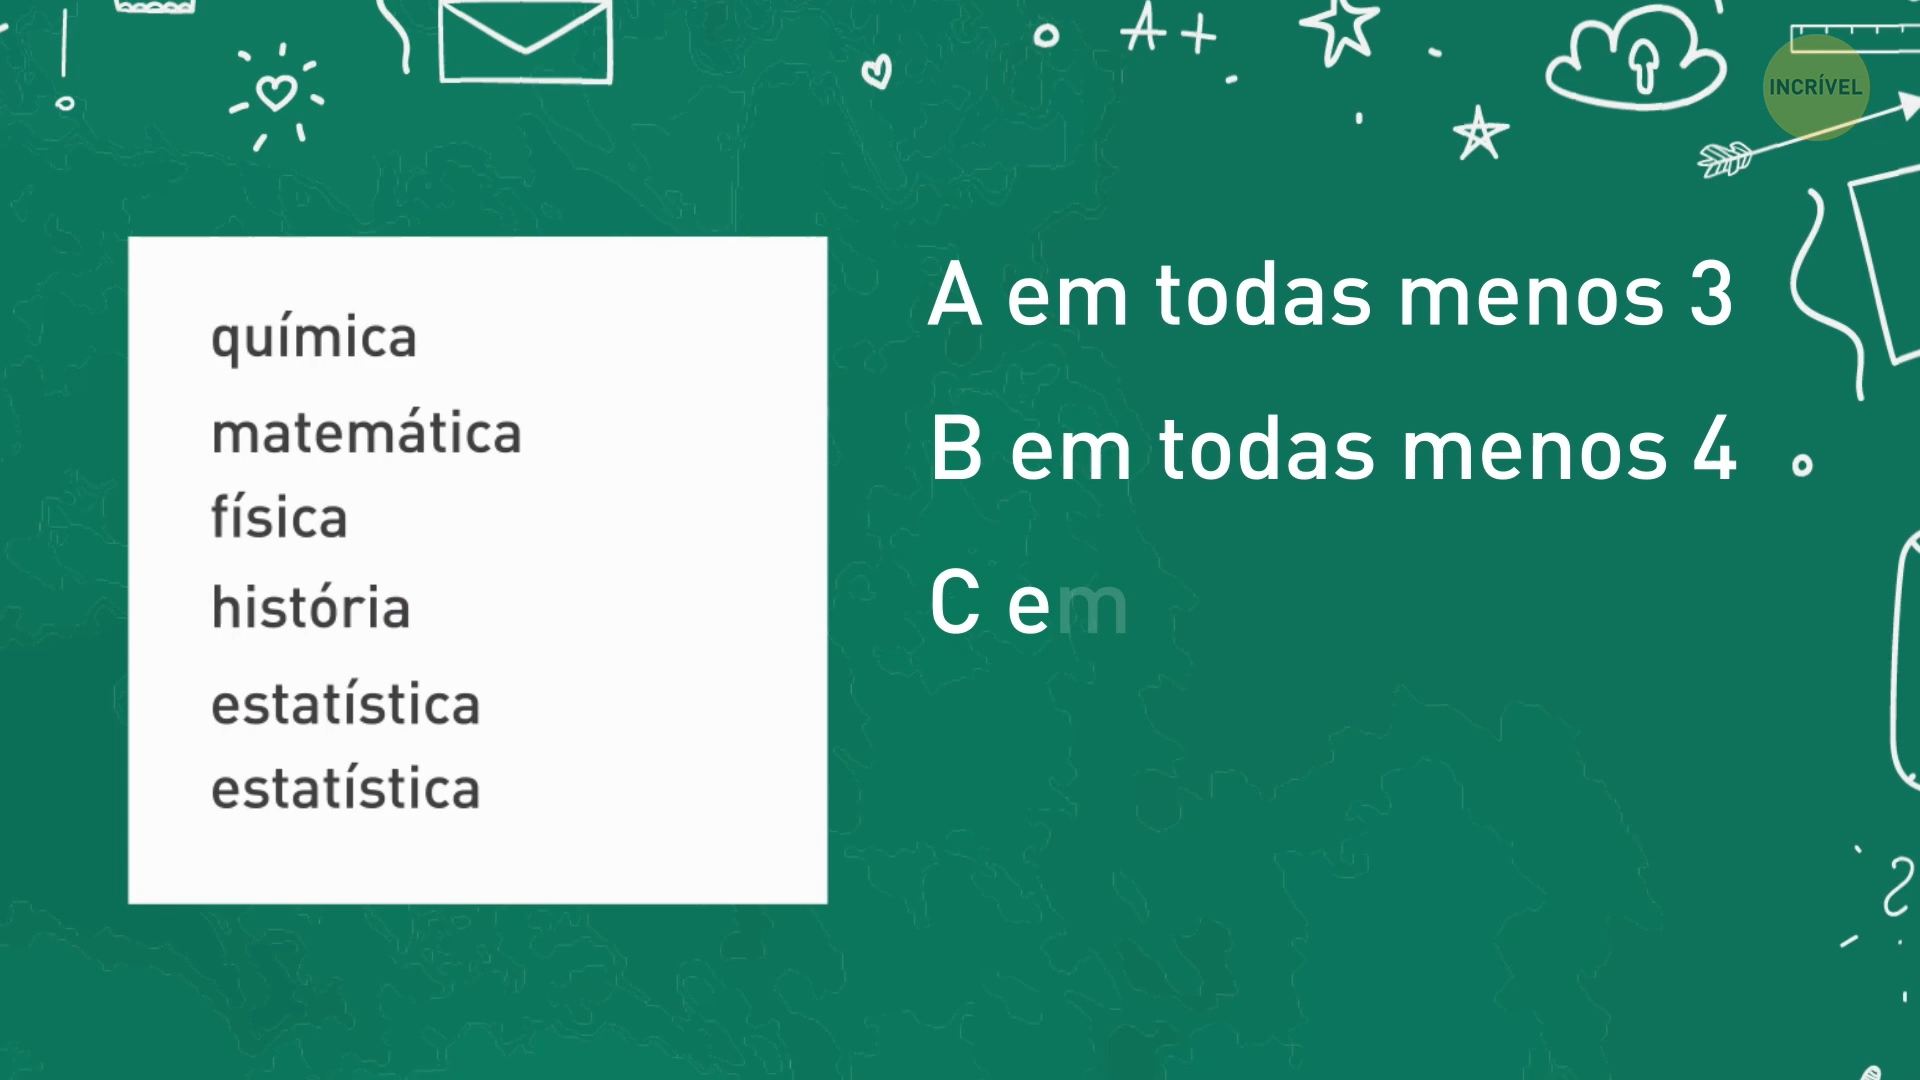 A+
INCRÍVEL
química
matemática
física
história
estatística
estatística
A em todas menos 3
B em todas menos 4
C em